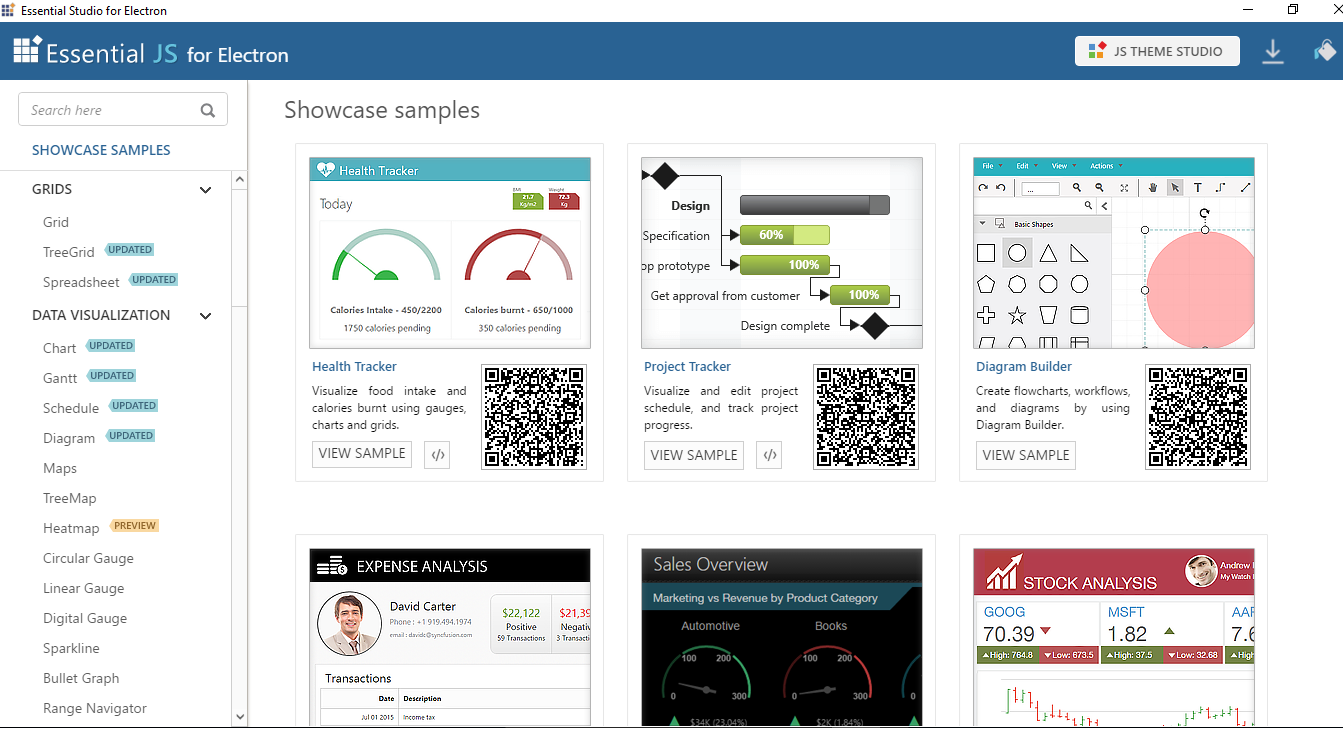 Essential Studio for Electron
Essential JS for Electron
JS THEME STUDIO
Search here
SHOWCASE SAMPLES
GRIDS
Grid
TreeGrid UPDATED
Spreadsheet UPDATED
DATA VISUALIZATION
Chart UPDATED
Gantt UPDATED
Schedule UPDATED
Diagram UPDATED
Maps
TreeMap
Heatmap PREVIEW
Circular Gauge
Linear Gauge
Digital Gauge
Sparkline
Bullet Graph
Range Navigator
Showcase samples
Health Tracker
Today
BMI
21.7
Kg/m2
Weight
72.3
Kg
Calories Intake - 450/2200
1750 calories pending
Calories burnt - 650/1000
350 calories pending
Health Tracker
Visualize food intake and
calories burnt using gauges,
charts and grids.
VIEW SAMPLE
Design
Specification
60%
op prototype
100%
Get approval from customer
100%
Design complete
Project Tracker
Visualize and edit project
schedule, and track project
progress.
VIEW SAMPLE
File Edit View Actions
...
T
Basic Shapes
Diagram Builder
Create flowcharts, workflows,
and diagrams by using
Diagram Builder.
VIEW SAMPLE
EXPENSE ANALYSIS
David Carter
Phone : +1 919.494.1974
email : davidc@syncfusion.com
$22,122
Positive
59 Transactions
$21,39
Negativ
3 Transacti
Transactions
Date Description
Jul 01 2015 Income tax
Sales Overview
Marketing vs Revenue by Product Category
Automotive
100 200
0 300
$34K (23.04%)
Books
100 200
0 300
$2K (1.84%)
0
STOCK ANALYSIS
Andrew
My Watch
GOOG
70.39
High: 764.8 Low: 673.5
MSFT
1.82
High: 37.5 Low: 32.68
AAP
7.6
High